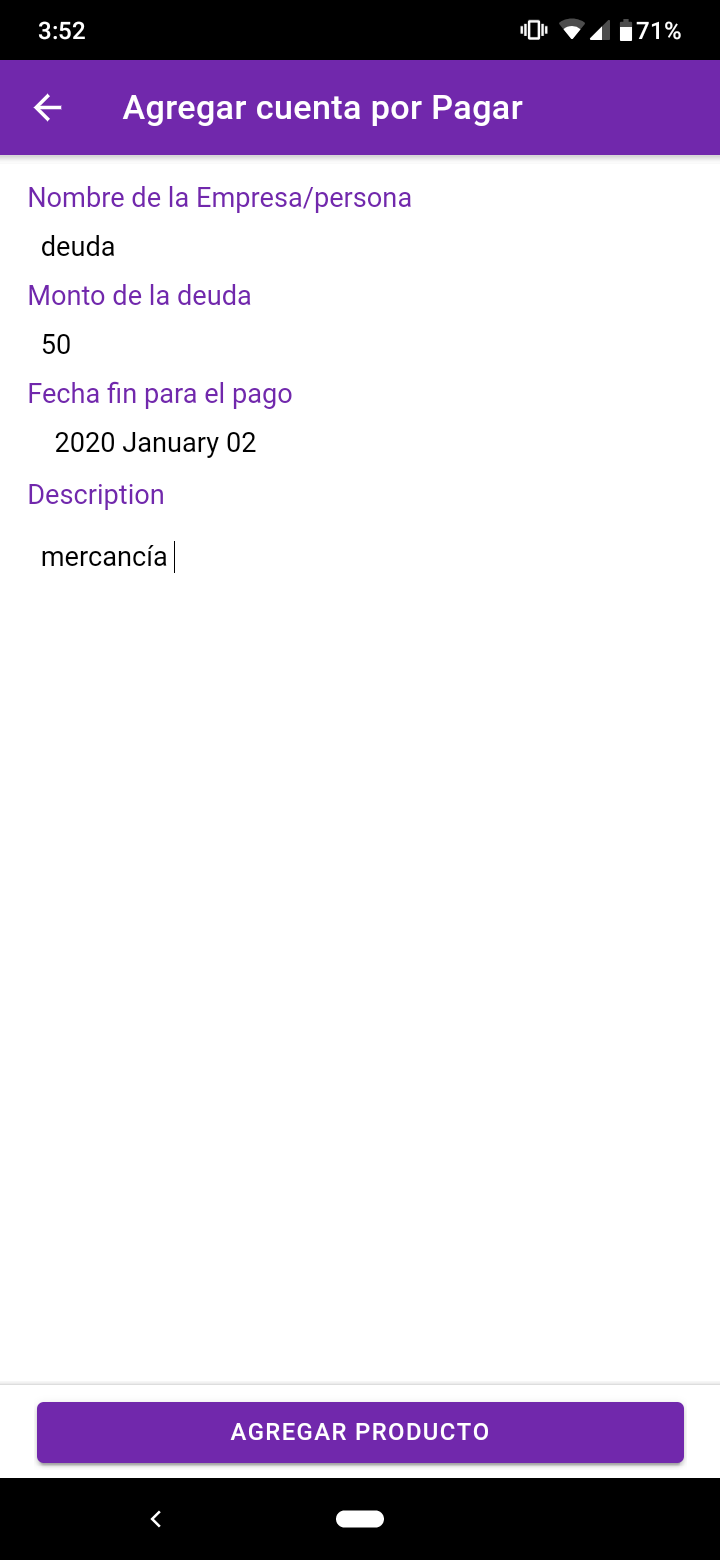 3:52
71%
Agregar cuenta por Pagar
Nombre de la Empresa/persona
deuda
Monto de la deuda
50
Fecha fin para el pago
2020 January 02
Description
mercancía
AGREGAR PRODUCTO